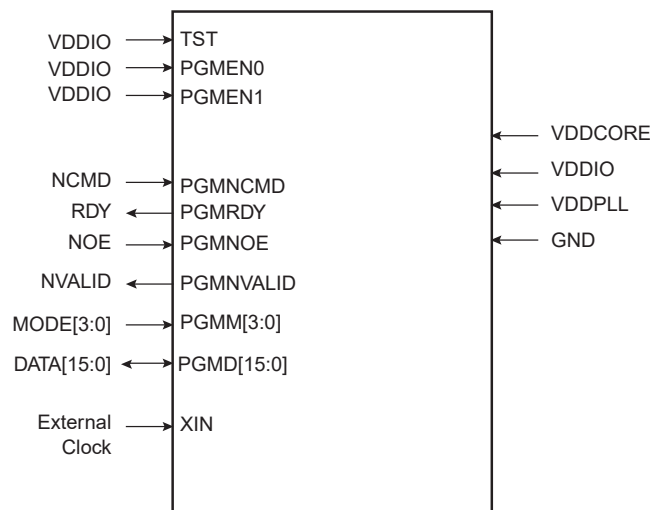 VDDIO TST
VDDIO PGMEN0
VDDIO PGMEN1
VDDCORE
VDDIO
NCMD PGMNCMD
VDDPLL
RDY PGMRDY
NOE PGMNOE
GND
NVALID PGMNVALID
MODE[3:0] PGMM[3:0]
DATA[15:0] PGMD[15:0]
External XIN
Clock